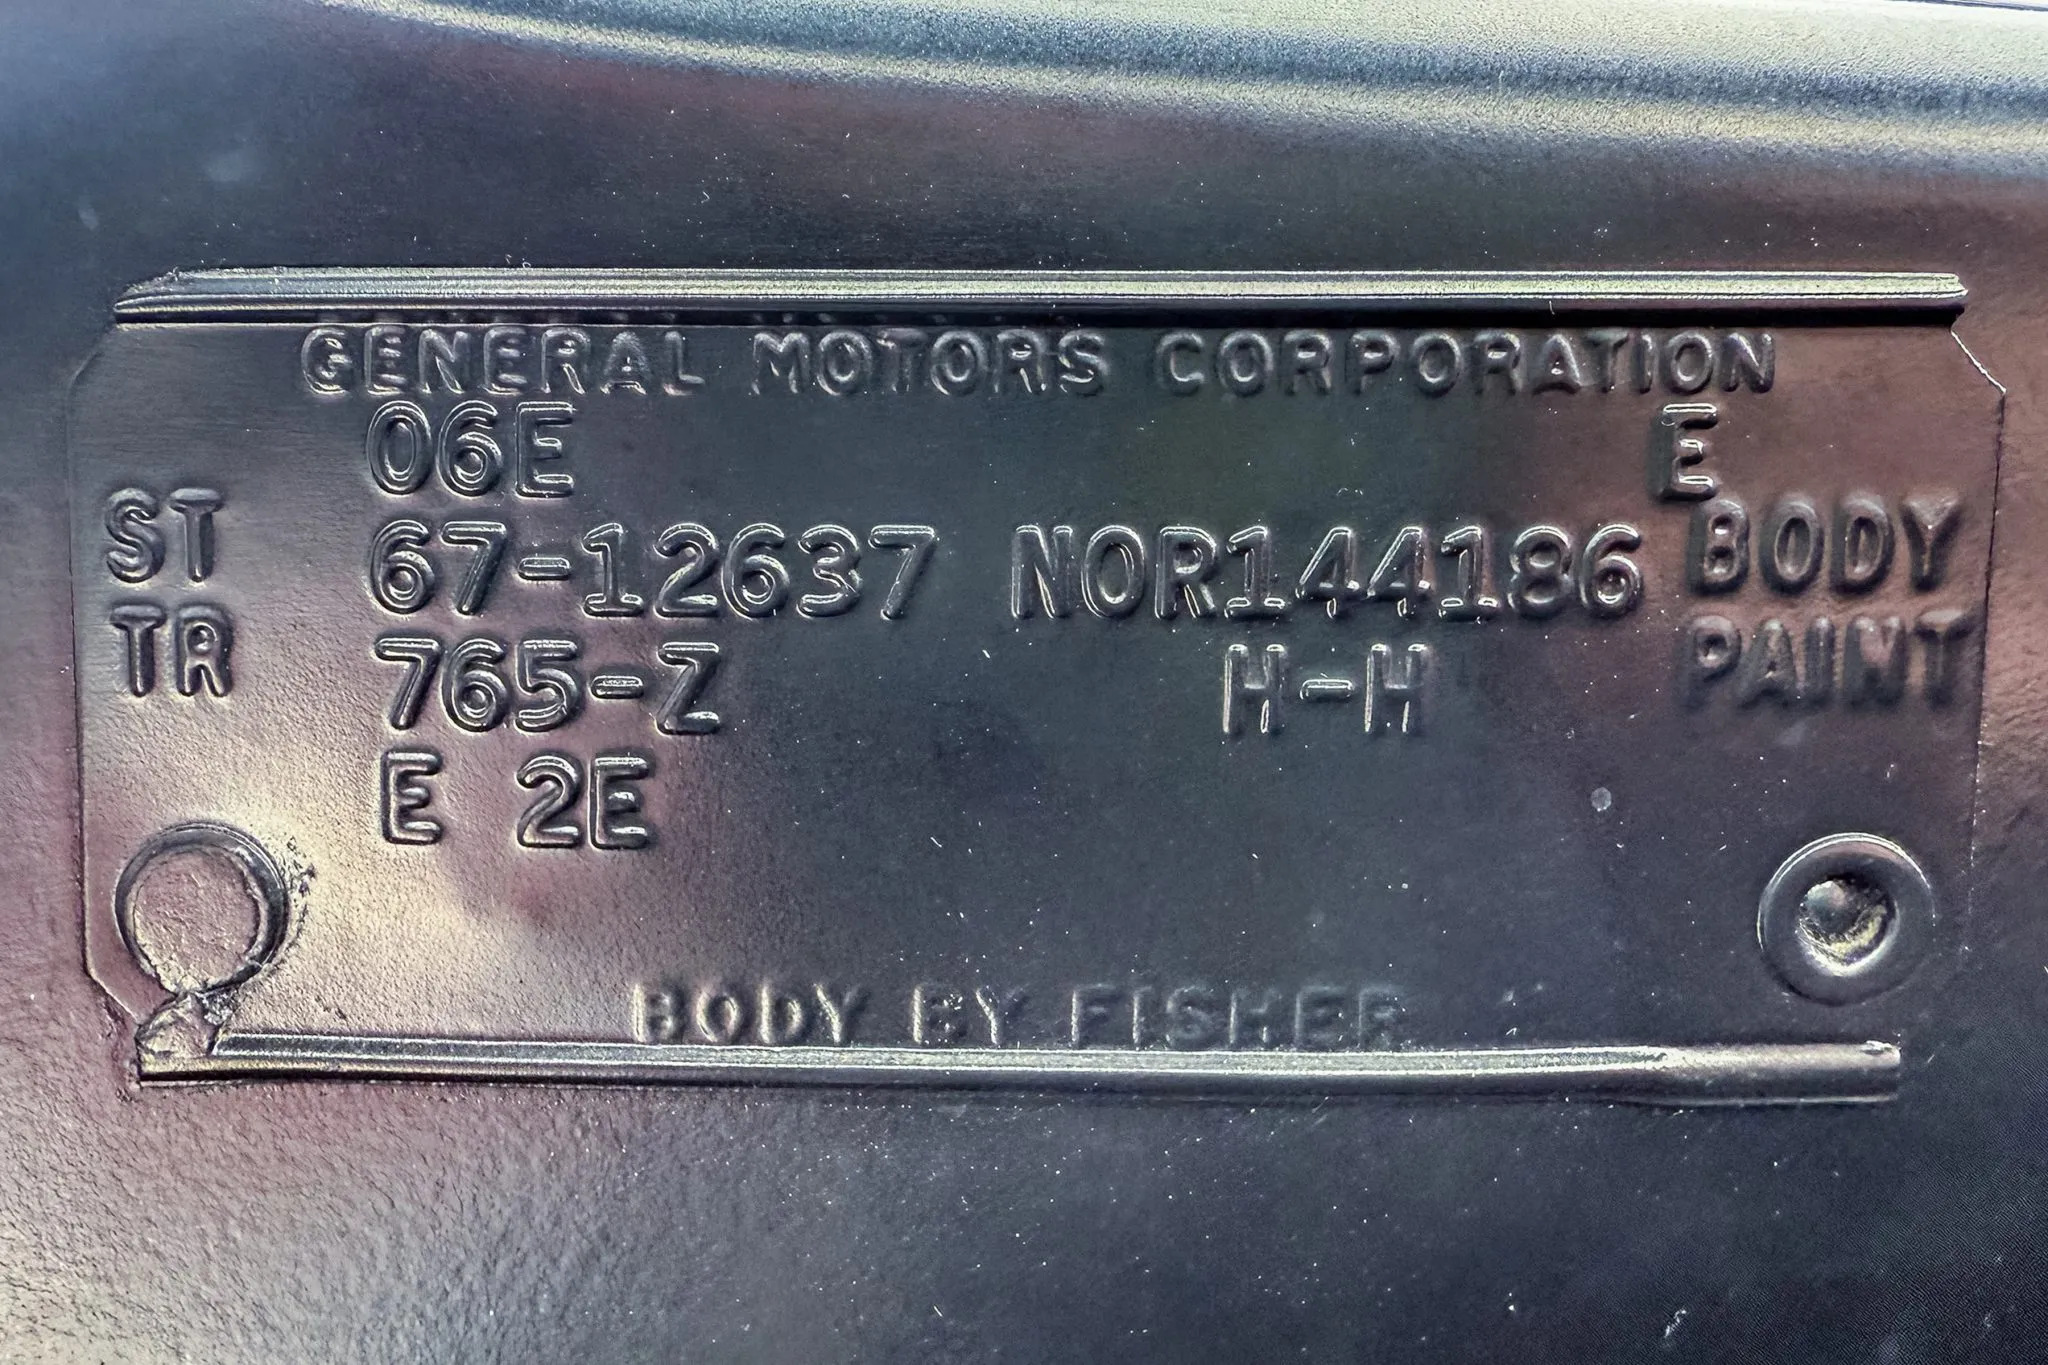 GENERAL MOTORS CORPORATION
06E E
ST 67-12637 NOR144186 BODY
TR 765-Z H-H PAINT
E 2E
BODY BY FISHER